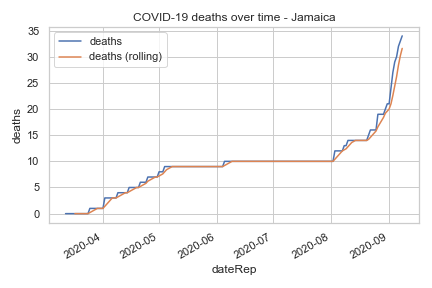 COVID-19 deaths over time - Jamaica
deaths
deaths (rolling)
35
30
25
20
15
10
5
0
deaths
2020-04
2020-05
2020-06
2020-07
2020-08
2020-09
dateRep